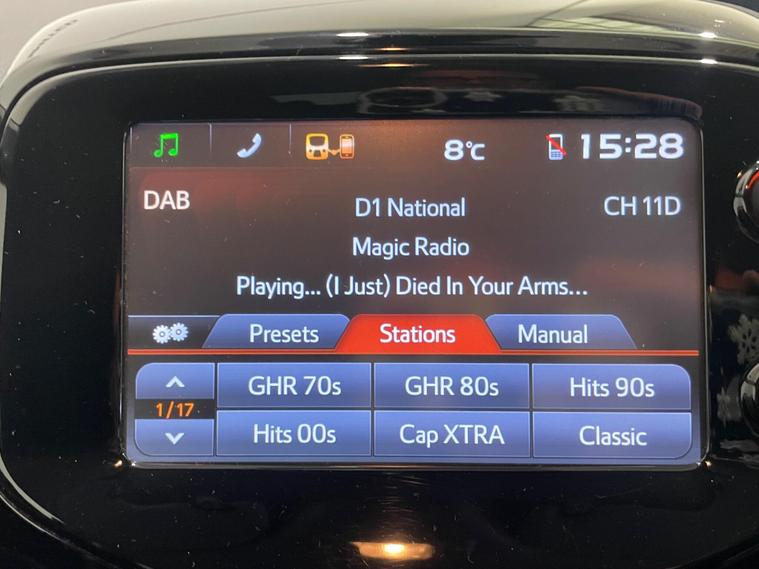 8°C 15:28
DAB D1 National CH 11D
Magic Radio
Playing... (I Just) Died In Your Arms...
Presets Stations Manual
GHR 70s GHR 80s Hits 90s
1/17
Hits 00s Cap XTRA Classic